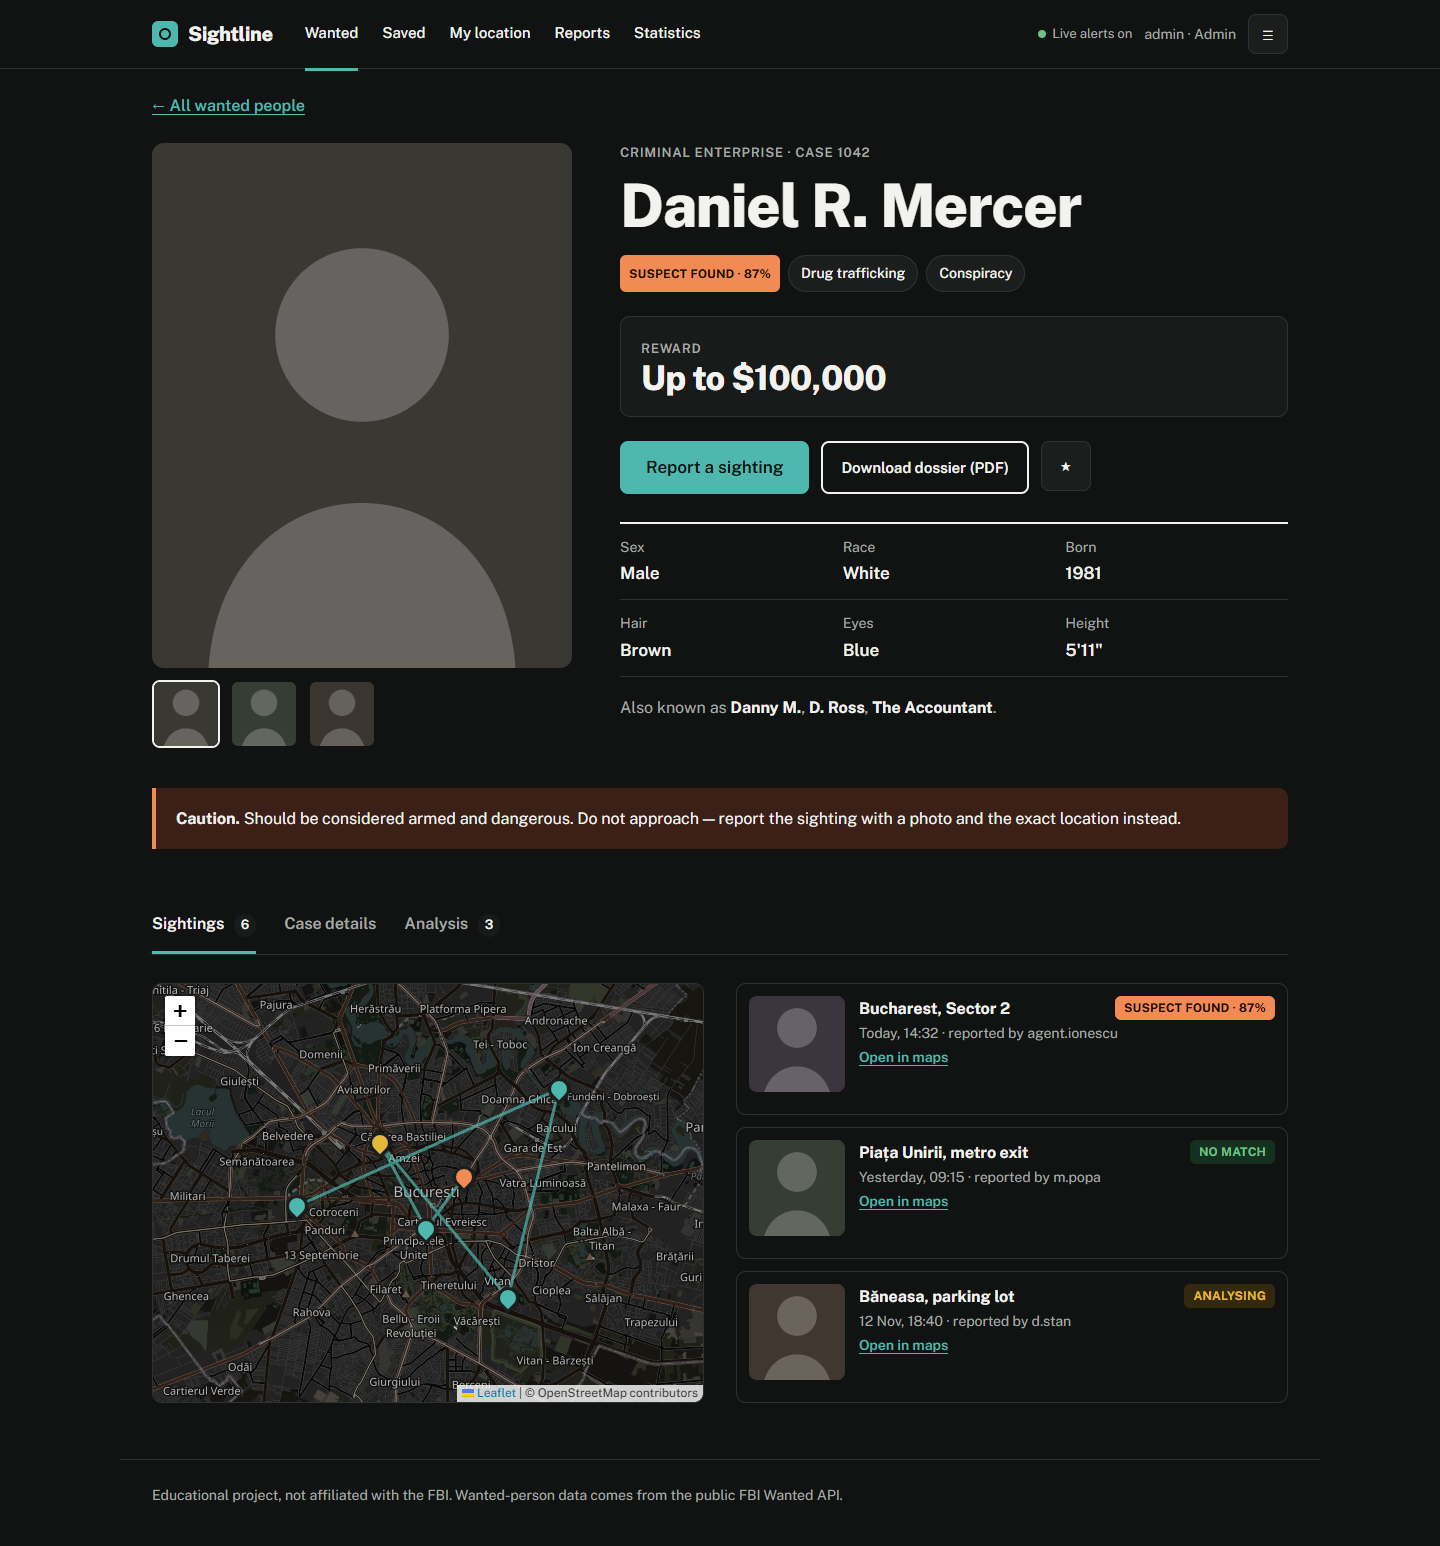 Sightline
Wanted
Saved
My location
Reports
Statistics
Live alerts on
admin · Admin
← All wanted people
CRIMINAL ENTERPRISE · CASE 1042
Daniel R. Mercer
SUSPECT FOUND · 87%
Drug trafficking
Conspiracy
REWARD
Up to $100,000
Report a sighting
Download dossier (PDF)
Sex
Race
Born
Male
White
1981
Hair
Eyes
Height
Brown
Blue
5'11"
Also known as Danny M., D. Ross, The Accountant.
Caution. Should be considered armed and dangerous. Do not approach — report the sighting with a photo and the exact location instead.
Sightings 6
Case details
Analysis 3
+
−
Pajura
Herăstrău
Platforma Pipera
Andronache
Tei - Toboc
Ion Creangă
Domenii
Primăverii
Giulești
Aviatorilor
Doamna Ghica
Fundeni - Dobroești
Lacul
Morii
Belvedere
Baicului
Semănătoarea
Amzei
Gara de Est
Pantelimon
Vatra Luminoasă
Militari
București
Malaxa - Faur
Cotroceni
Panduri
Balta Albă -
Titan
Unite
13 Septembrie
Drumul Taberei
Brățării
Dristor
Vitan
Tineretului
Filaret
Cioplea
Sălăjan
Ghencea
Rahova
Bellu - Eroii
Revoluției
Văcărești
Trapezului
Vitan - Bârzești
Odăi
Giurgiului
Cartierul Verde
Leaflet | © OpenStreetMap contributors
Bucharest, Sector 2
SUSPECT FOUND · 87%
Today, 14:32 · reported by agent.ionescu
Open in maps
Piața Unirii, metro exit
NO MATCH
Yesterday, 09:15 · reported by m.popa
Open in maps
Băneasa, parking lot
ANALYSING
12 Nov, 18:40 · reported by d.stan
Open in maps
Educational project, not affiliated with the FBI. Wanted-person data comes from the public FBI Wanted API.